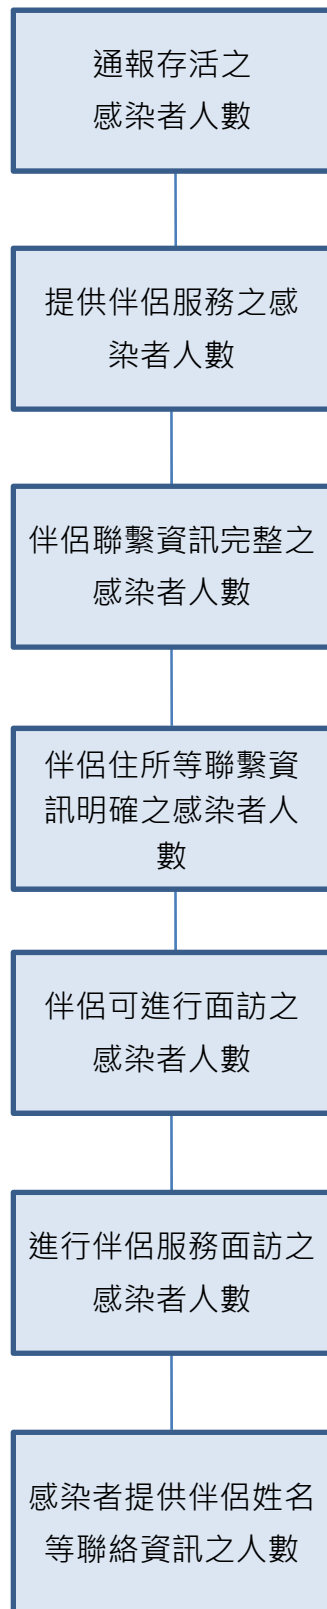 通報存活之
感染者人數
提供伴侶服務之感
染者人數
伴侶聯繫資訊完整之
感染者人數
伴侶住所等聯繫資
訊明確之感染者人
數
伴侶可進行面訪之
感染者人數
進行伴侶服務面訪之
感染者人數
感染者提供伴侶姓名
等聯絡資訊之人數